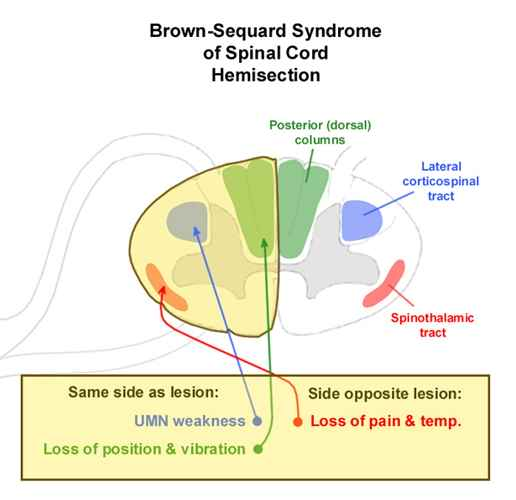 Brown-Sequard Syndrome
of Spinal Cord
Hemisection
Posterior (dorsal)
columns
Lateral
corticospinal
tract
Spinothalamic
tract
Same side as lesion:
UMN weakness
Loss of position & vibration
Side opposite lesion:
Loss of pain & temp.